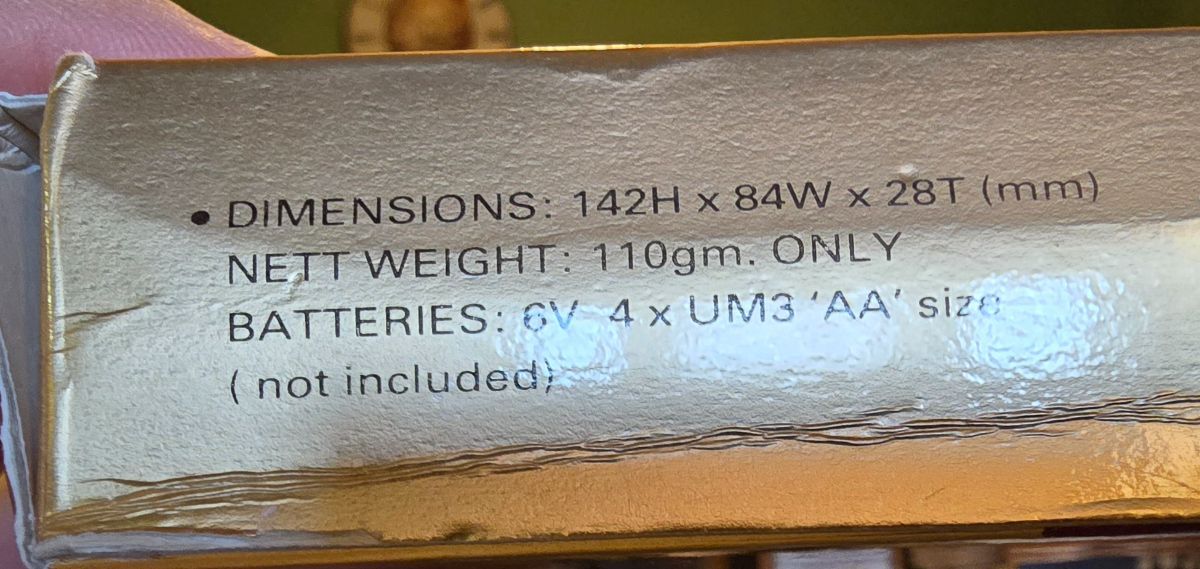 • DIMENSIONS: 142H x 84W x 28T (mm)
NETT WEIGHT: 110gm. ONLY
BATTERIES: 6V 4 x UM3 'AA' size
( not included)